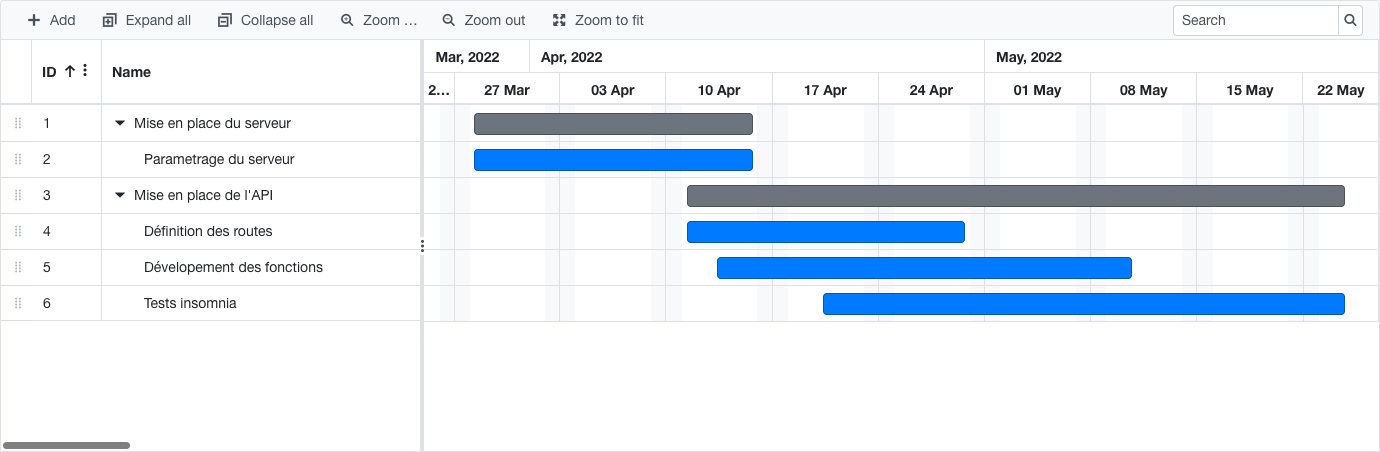 Add Expand all Collapse all Zoom ... Zoom out Zoom to fit Search
Mar, 2022 Apr, 2022 May, 2022
ID Name
2... 27 Mar 03 Apr 10 Apr 17 Apr 24 Apr 01 May 08 May 15 May 22 May
1 Mise en place du serveur
2 Parametrage du serveur
3 Mise en place de l'API
4 Définition des routes
5 Dévelopement des fonctions
6 Tests insomnia